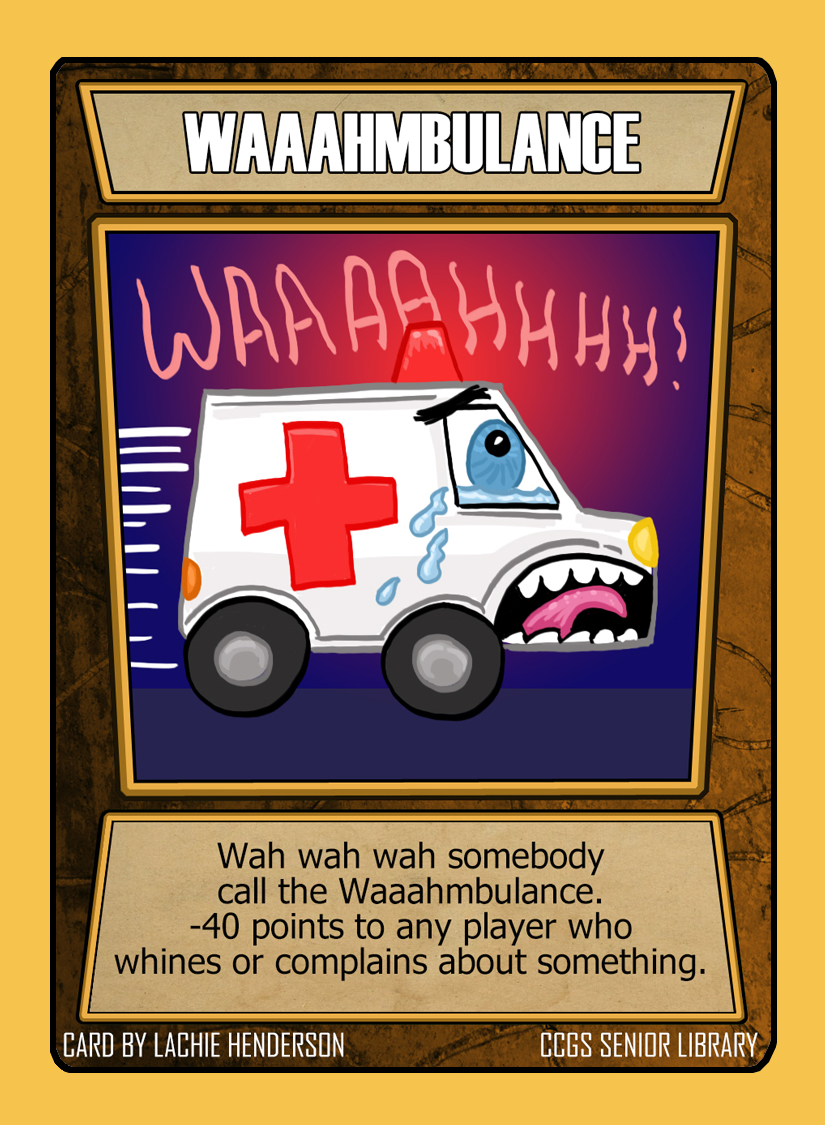 WAAAHMBULANCE
WAAAAHHHH!
Wah wah wah somebody
call the Waaahmbulance.
-40 points to any player who
whines or complains about something.
CARD BY LACHIE HENDERSON
CCGS SENIOR LIBRARY